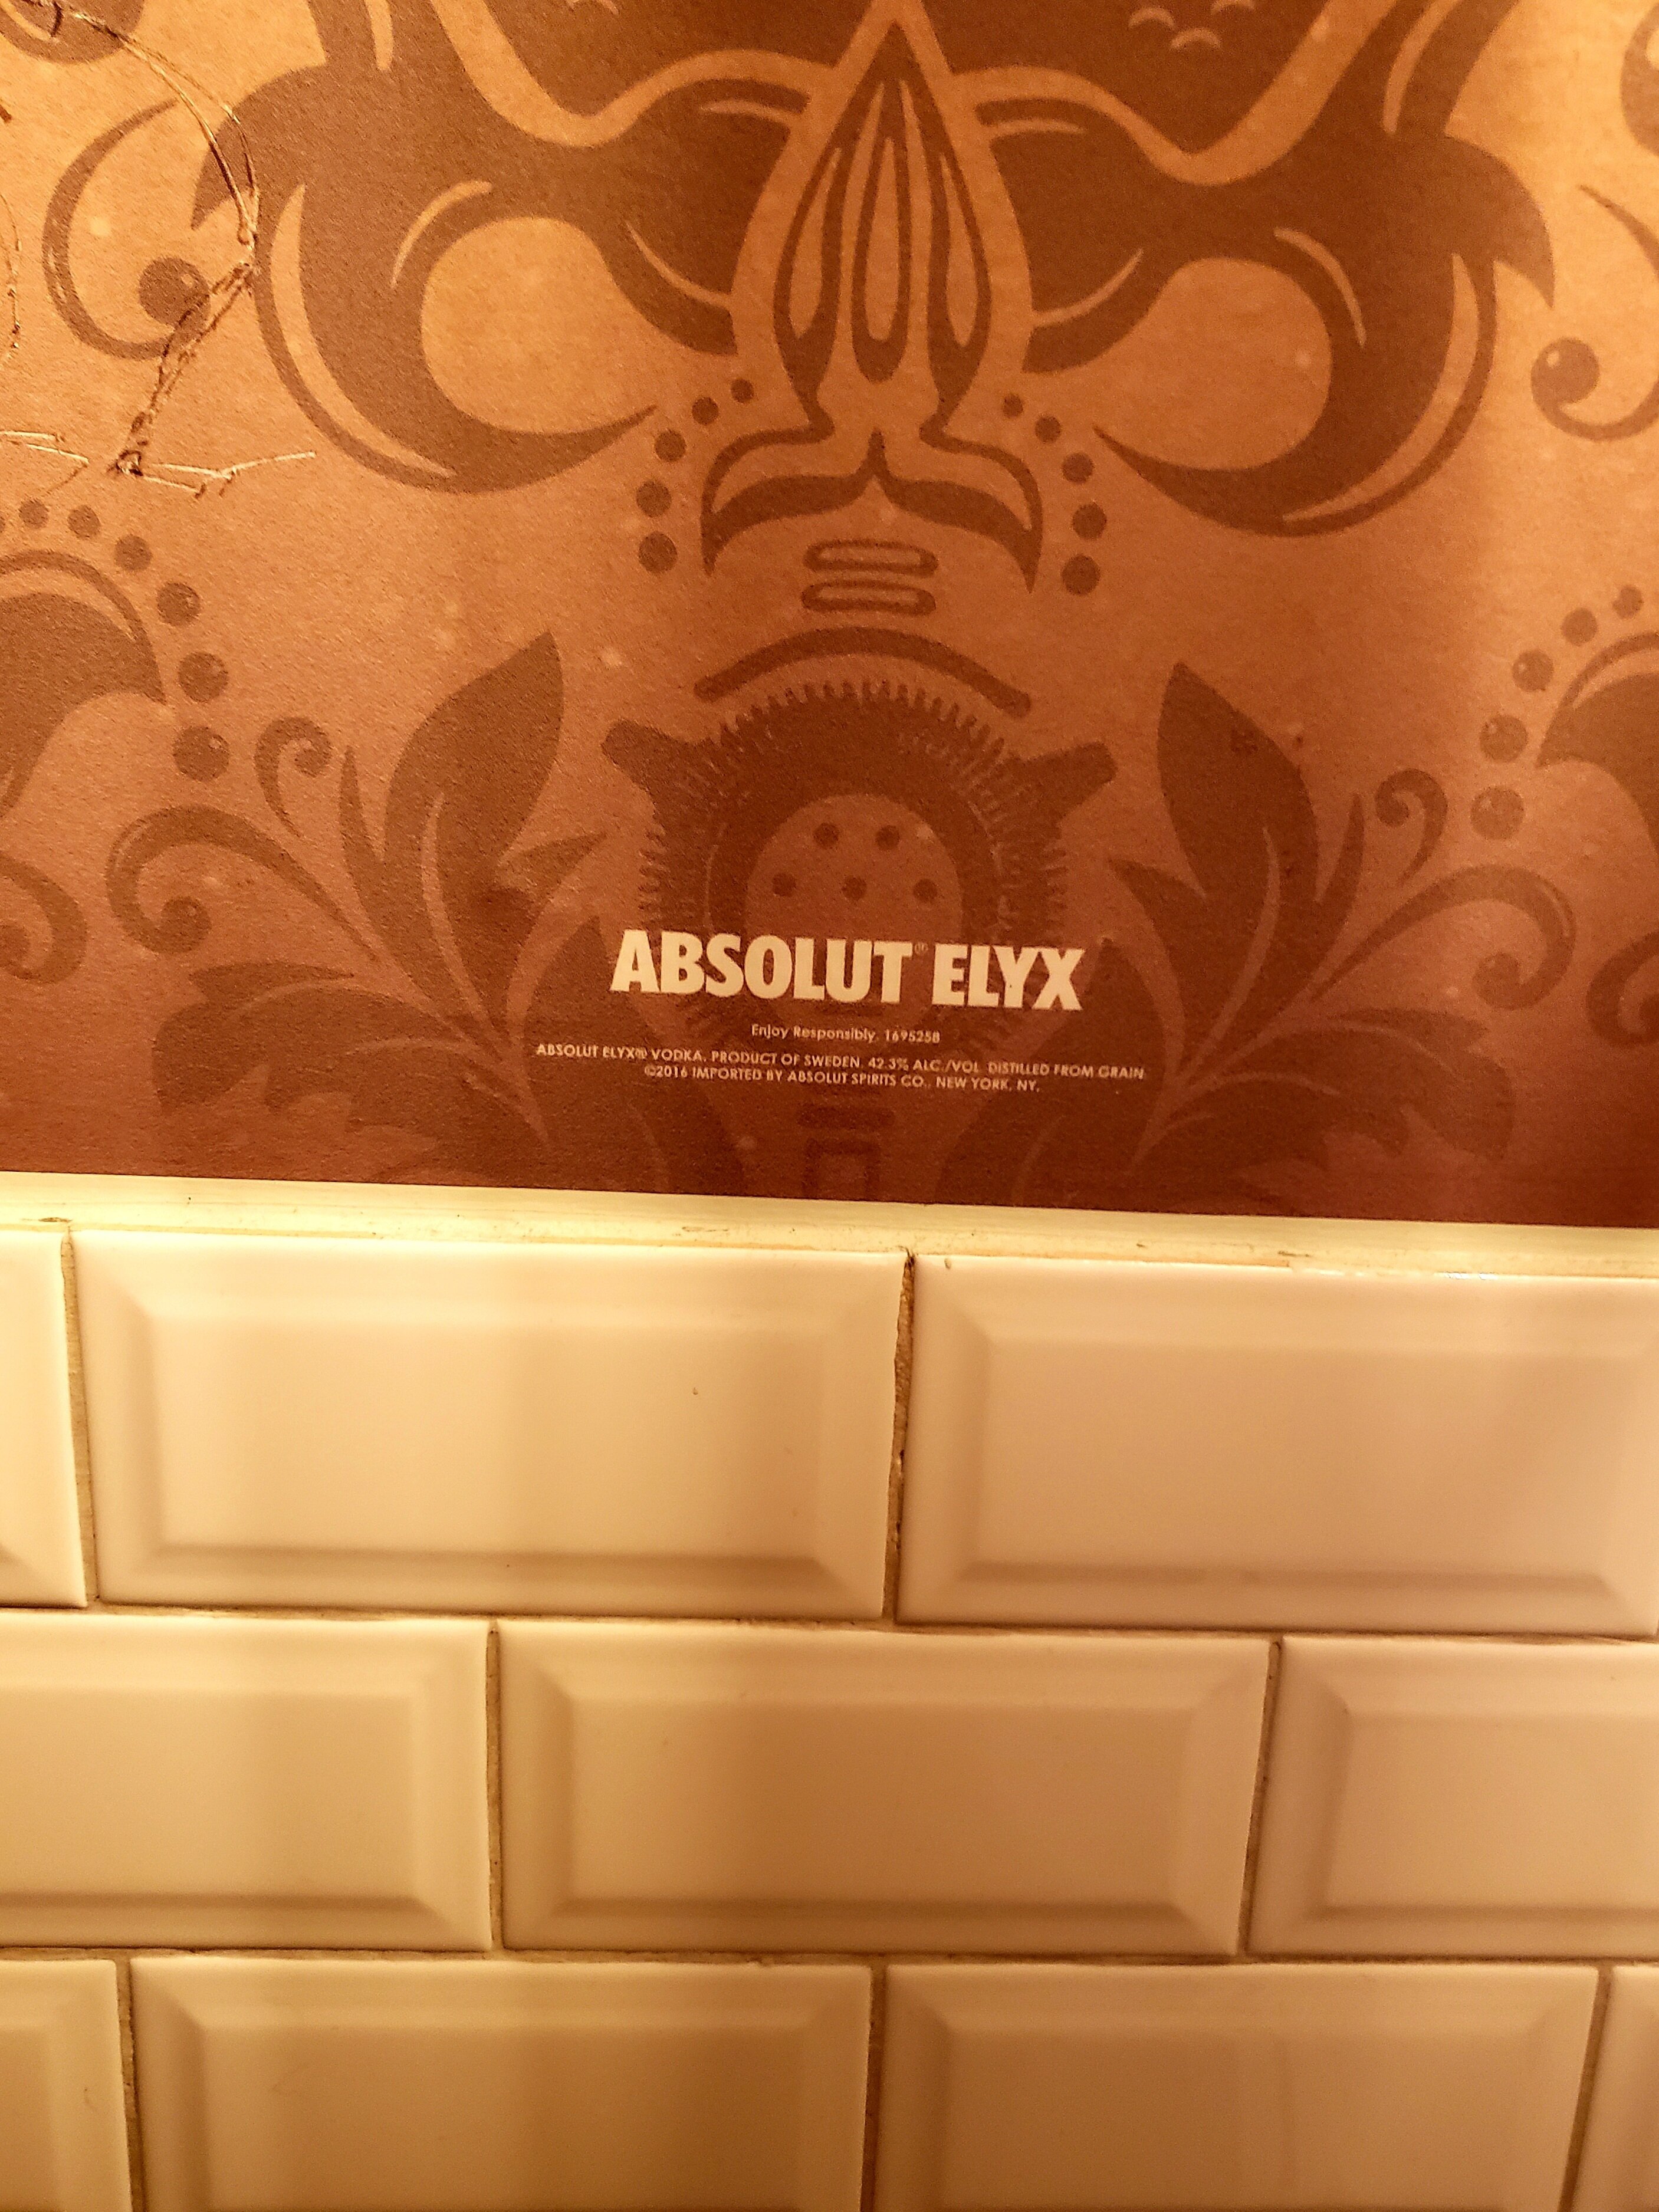 ABSOLUT® ELYX
Enjoy Responsibly. 1695258
ABSOLUT ELYX® VODKA. PRODUCT OF SWEDEN. 42.3% ALC./VOL. DISTILLED FROM GRAIN.
©2016 IMPORTED BY ABSOLUT SPIRITS CO., NEW YORK, NY.